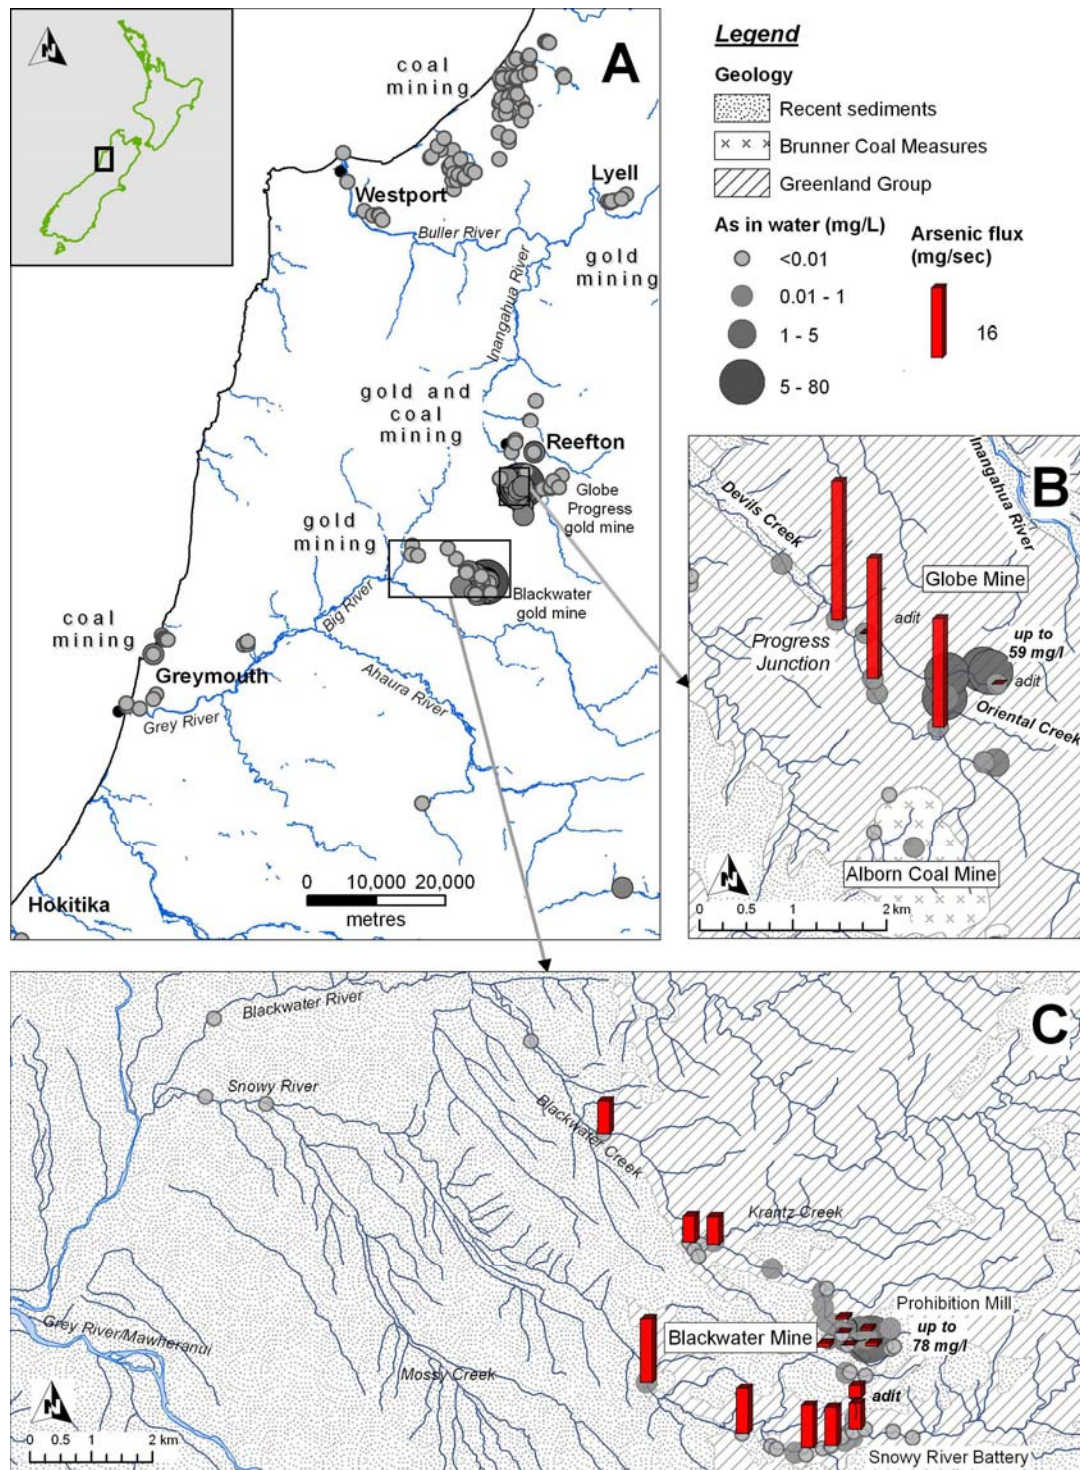 N
A
coal
mining
Westport
Lyell
Buller River
Inangahua River
gold
mining
gold and
coal
mining
Reefton
Globe
Progress
gold mine
gold
mining
Blackwater
gold mine
Big River
coal
mining
Greymouth
Grey River
Ahaura River
Hokitika
0 10,000 20,000
metres
Legend
Geology
Recent sediments
Brunner Coal Measures
Greenland Group
As in water (mg/L)
<0.01
0.01 - 1
1 - 5
5 - 80
Arsenic flux
(mg/sec)
16
B
Inangahua River
Devils Creek
Globe Mine
adit
Progress
Junction
up to
59 mg/l
adit
Oriental Creek
Alborn Coal Mine
N
0 0.5 1 2 km
C
Blackwater River
Snowy River
Blackwater Creek
Krantz Creek
Prohibition Mill
up to
78 mg/l
Blackwater Mine
Grey River/Mawheranui
Mossy Creek
adit
Snowy River Battery
N
0 0.5 1 2 km